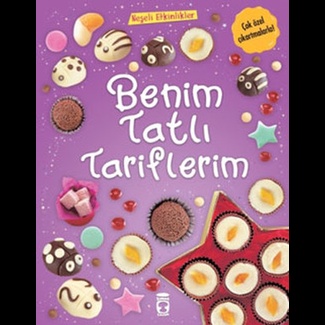 Neşeli Etkinlikler
Çok özel
çıkartmalarla!
Benim
Tatlı
Tariflerim